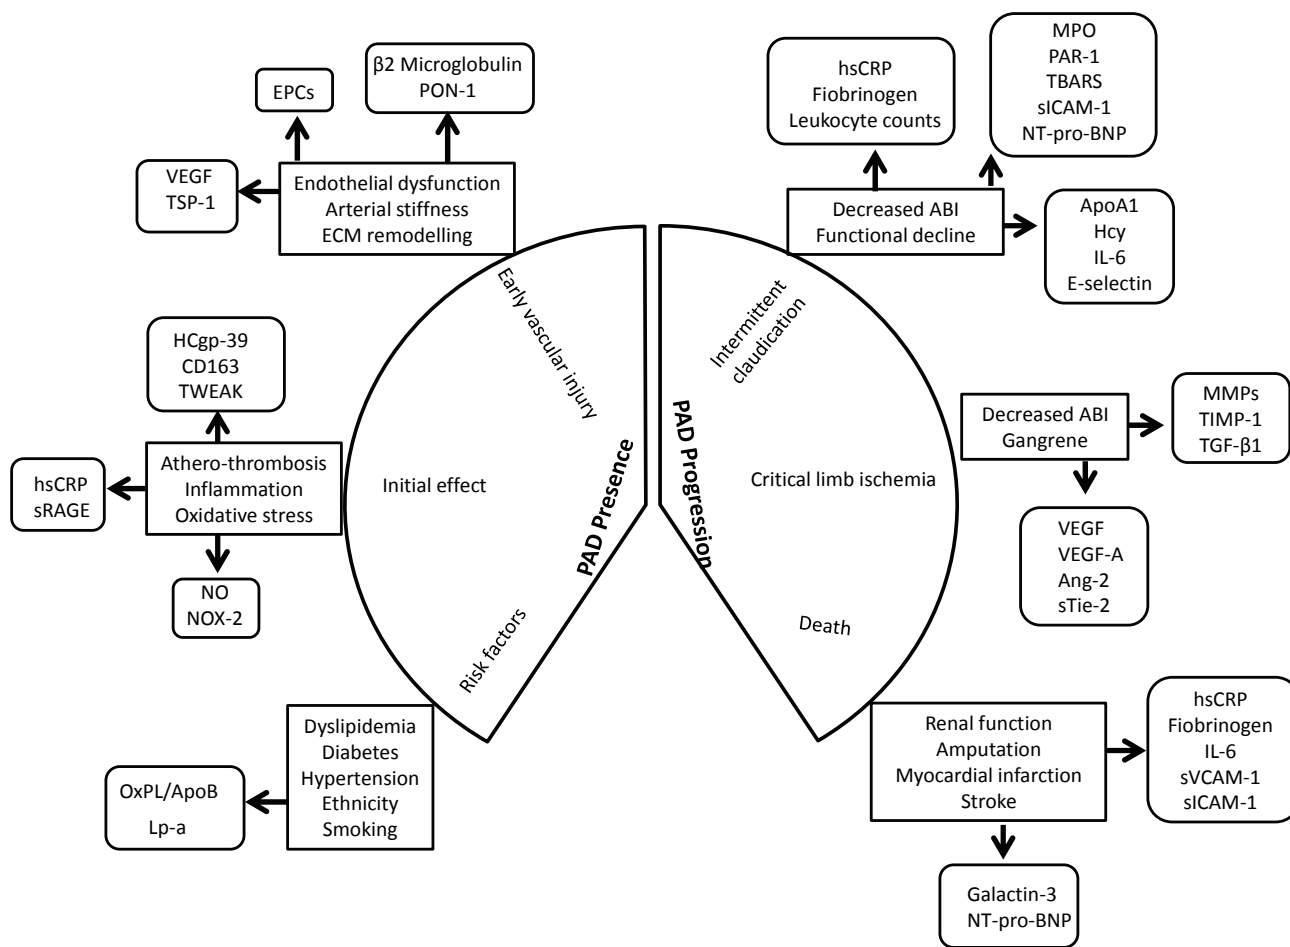 EPCs
β2 Microglobulin
PON-1
VEGF
TSP-1
Endothelial dysfunction
Arterial stiffness
ECM remodelling
HCgp-39
CD163
TWEAK
hsCRP
sRAGE
Athero-thrombosis
Inflammation
Oxidative stress
NO
NOX-2
OxPL/ApoB
Lp-a
Dyslipidemia
Diabetes
Hypertension
Ethnicity
Smoking
Early vascular injury
Initial effect
Risk factors
PAD Presence
PAD Progression
Intermittent
claudication
Critical limb ischemia
Death
hsCRP
Fiobrinogen
Leukocyte counts
MPO
PAR-1
TBARS
sICAM-1
NT-pro-BNP
Decreased ABI
Functional decline
ApoA1
Hcy
IL-6
E-selectin
Decreased ABI
Gangrene
MMPs
TIMP-1
TGF-β1
VEGF
VEGF-A
Ang-2
sTie-2
Renal function
Amputation
Myocardial infarction
Stroke
hsCRP
Fiobrinogen
IL-6
sVCAM-1
sICAM-1
Galactin-3
NT-pro-BNP